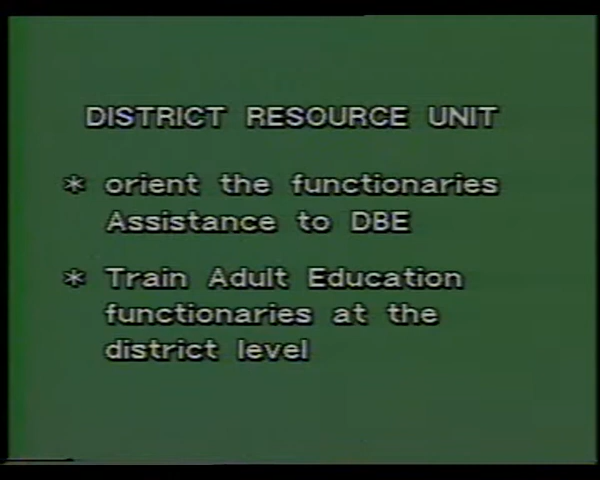 DISTRICT RESOURCE UNIT
* orient the functionaries
Assistance to DBE
* Train Adult Education
functionaries at the
district level